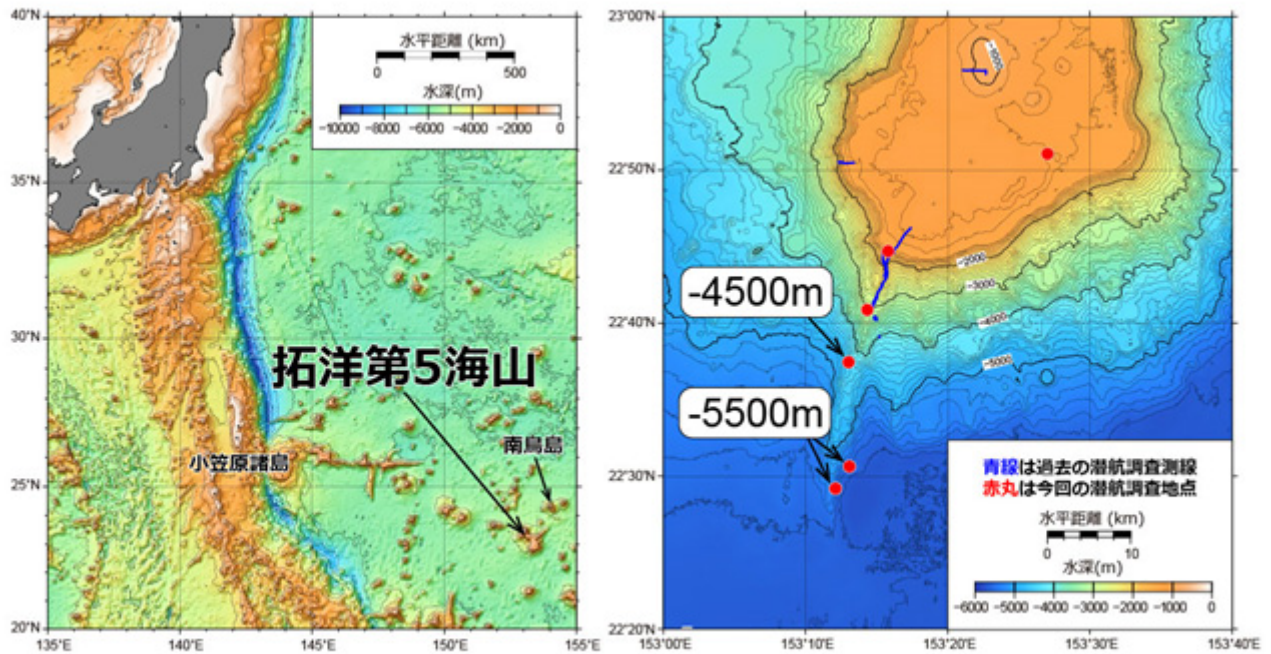 40°N
35°N
30°N
25°N
20°N
135°E
140°E
145°E
150°E
155°E
水平距離 (km)
0 500
水深(m)
-10000 -8000 -6000 -4000 -2000 0
拓洋第5海山
小笠原諸島
南鳥島
23°00'N
22°50'N
22°40'N
22°30'N
22°20'N
153°00'E
153°10'E
153°20'E
153°30'E
153°40'E
-1000
-2000
-3000
-4000
-5000
-4500m
-5500m
青線は過去の潜航調査測線
赤丸は今回の潜航調査地点
水平距離 (km)
0 10
水深(m)
-6000 -5000 -4000 -3000 -2000 -1000 0